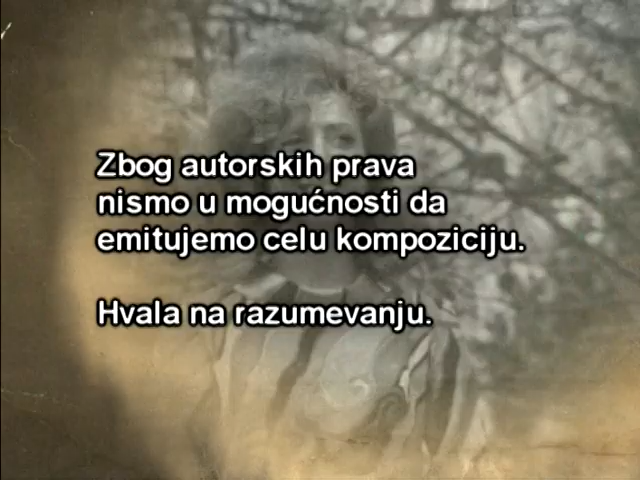 Zbog autorskih prava
nismo u mogućnosti da
emitujemo celu kompoziciju.
Hvala na razumevanju.